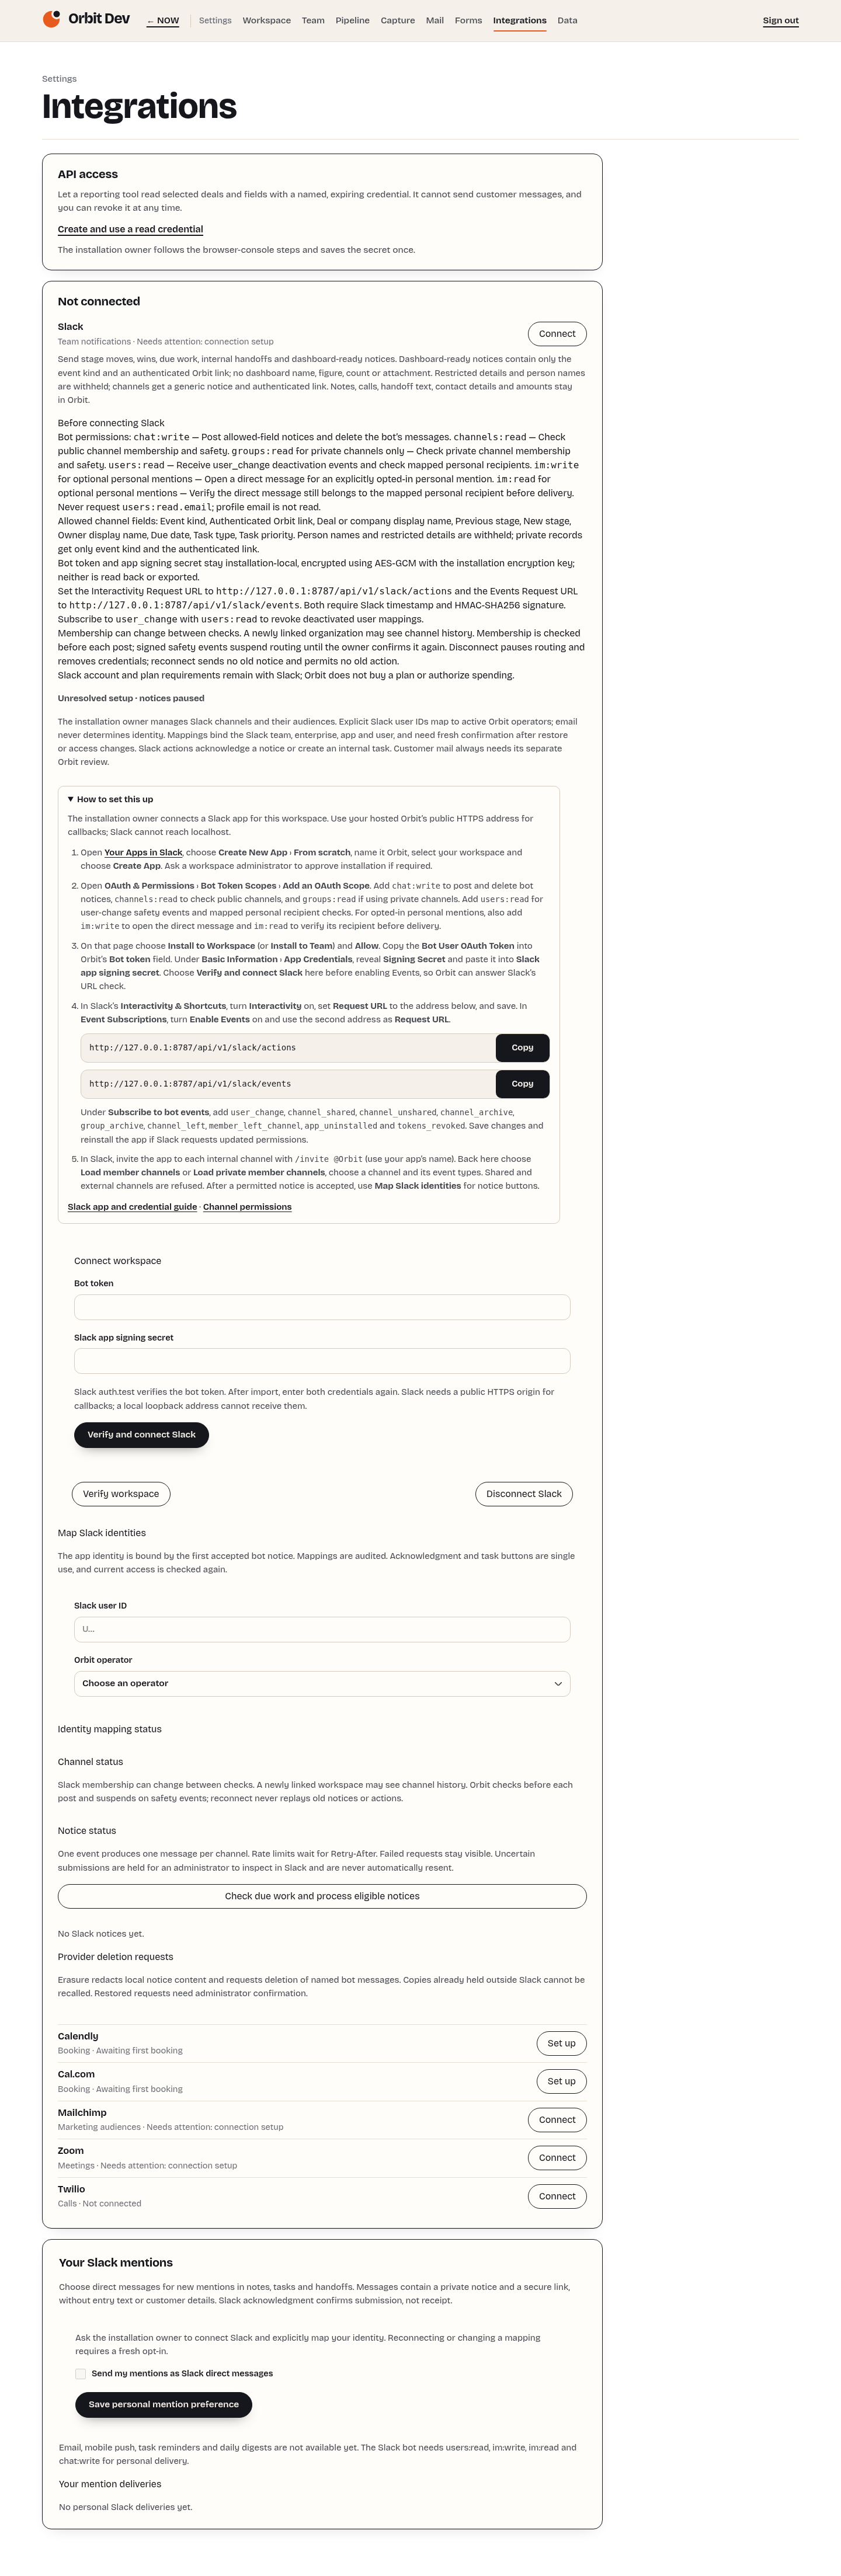 Orbit Dev
← NOW
Settings
Workspace
Team
Pipeline
Capture
Mail
Forms
Integrations
Data
Sign out
Settings
Integrations
API access
Let a reporting tool read selected deals and fields with a named, expiring credential. It cannot send customer messages, and
you can revoke it at any time.
Create and use a read credential
The installation owner follows the browser-console steps and saves the secret once.
Not connected
Slack
Team notifications · Needs attention: connection setup
Connect
Send stage moves, wins, due work, internal handoffs and dashboard-ready notices. Dashboard-ready notices contain only the
event kind and an authenticated Orbit link; no dashboard name, figure, count or attachment. Restricted details and person names
are withheld; channels get a generic notice and authenticated link. Notes, calls, handoff text, contact details and amounts stay
in Orbit.
Before connecting Slack
Bot permissions: chat:write — Post allowed-field notices and delete the bot's messages. channels:read — Check
public channel membership and safety. groups:read for private channels only — Check private channel membership
and safety. users:read — Receive user_change deactivation events and check mapped personal recipients. im:write
for optional personal mentions — Open a direct message for an explicitly opted-in personal mention. im:read for
optional personal mentions — Verify the direct message still belongs to the mapped personal recipient before delivery.
Never request users:read.email; profile email is not read.
Allowed channel fields: Event kind, Authenticated Orbit link, Deal or company display name, Previous stage, New stage,
Owner display name, Due date, Task type, Task priority. Person names and restricted details are withheld; private records
get only event kind and the authenticated link.
Bot token and app signing secret stay installation-local, encrypted using AES-GCM with the installation encryption key;
neither is read back or exported.
Set the Interactivity Request URL to http://127.0.0.1:8787/api/v1/slack/actions and the Events Request URL
to http://127.0.0.1:8787/api/v1/slack/events. Both require Slack timestamp and HMAC-SHA256 signature.
Subscribe to user_change with users:read to revoke deactivated user mappings.
Membership can change between checks. A newly linked organization may see channel history. Membership is checked
before each post; signed safety events suspend routing until the owner confirms it again. Disconnect pauses routing and
removes credentials; reconnect sends no old notice and permits no old action.
Slack account and plan requirements remain with Slack; Orbit does not buy a plan or authorize spending.
Unresolved setup · notices paused
The installation owner manages Slack channels and their audiences. Explicit Slack user IDs map to active Orbit operators; email
never determines identity. Mappings bind the Slack team, enterprise, app and user, and need fresh confirmation after restore
or access changes. Slack actions acknowledge a notice or create an internal task. Customer mail always needs its separate
Orbit review.
▼ How to set this up
The installation owner connects a Slack app for this workspace. Use your hosted Orbit's public HTTPS address for
callbacks; Slack cannot reach localhost.
1. Open Your Apps in Slack, choose Create New App › From scratch, name it Orbit, select your workspace and
choose Create App. Ask a workspace administrator to approve installation if required.
2. Open OAuth & Permissions › Bot Token Scopes › Add an OAuth Scope. Add chat:write to post and delete bot
notices, channels:read to check public channels, and groups:read if using private channels. Add users:read for
user-change safety events and mapped personal recipient checks. For opted-in personal mentions, also add
im:write to open the direct message and im:read to verify its recipient before delivery.
3. On that page choose Install to Workspace (or Install to Team) and Allow. Copy the Bot User OAuth Token into
Orbit's Bot token field. Under Basic Information › App Credentials, reveal Signing Secret and paste it into Slack
app signing secret. Choose Verify and connect Slack here before enabling Events, so Orbit can answer Slack's
URL check.
4. In Slack's Interactivity & Shortcuts, turn Interactivity on, set Request URL to the address below, and save. In
Event Subscriptions, turn Enable Events on and use the second address as Request URL.
http://127.0.0.1:8787/api/v1/slack/actions
Copy
http://127.0.0.1:8787/api/v1/slack/events
Copy
Under Subscribe to bot events, add user_change, channel_shared, channel_unshared, channel_archive,
group_archive, channel_left, member_left_channel, app_uninstalled and tokens_revoked. Save changes and
reinstall the app if Slack requests updated permissions.
5. In Slack, invite the app to each internal channel with /invite @Orbit (use your app's name). Back here choose
Load member channels or Load private member channels, choose a channel and its event types. Shared and
external channels are refused. After a permitted notice is accepted, use Map Slack identities for notice buttons.
Slack app and credential guide · Channel permissions
Connect workspace
Bot token
Slack app signing secret
Slack auth.test verifies the bot token. After import, enter both credentials again. Slack needs a public HTTPS origin for
callbacks; a local loopback address cannot receive them.
Verify and connect Slack
Verify workspace
Disconnect Slack
Map Slack identities
The app identity is bound by the first accepted bot notice. Mappings are audited. Acknowledgment and task buttons are single
use, and current access is checked again.
Slack user ID
U...
Orbit operator
Choose an operator
Identity mapping status
Channel status
Slack membership can change between checks. A newly linked workspace may see channel history. Orbit checks before each
post and suspends on safety events; reconnect never replays old notices or actions.
Notice status
One event produces one message per channel. Rate limits wait for Retry-After. Failed requests stay visible. Uncertain
submissions are held for an administrator to inspect in Slack and are never automatically resent.
Check due work and process eligible notices
No Slack notices yet.
Provider deletion requests
Erasure redacts local notice content and requests deletion of named bot messages. Copies already held outside Slack cannot be
recalled. Restored requests need administrator confirmation.
Calendly
Booking · Awaiting first booking
Set up
Cal.com
Booking · Awaiting first booking
Set up
Mailchimp
Marketing audiences · Needs attention: connection setup
Connect
Zoom
Meetings · Needs attention: connection setup
Connect
Twilio
Calls · Not connected
Connect
Your Slack mentions
Choose direct messages for new mentions in notes, tasks and handoffs. Messages contain a private notice and a secure link,
without entry text or customer details. Slack acknowledgment confirms submission, not receipt.
Ask the installation owner to connect Slack and explicitly map your identity. Reconnecting or changing a mapping
requires a fresh opt-in.
Send my mentions as Slack direct messages
Save personal mention preference
Email, mobile push, task reminders and daily digests are not available yet. The Slack bot needs users:read, im:write, im:read and
chat:write for personal delivery.
Your mention deliveries
No personal Slack deliveries yet.